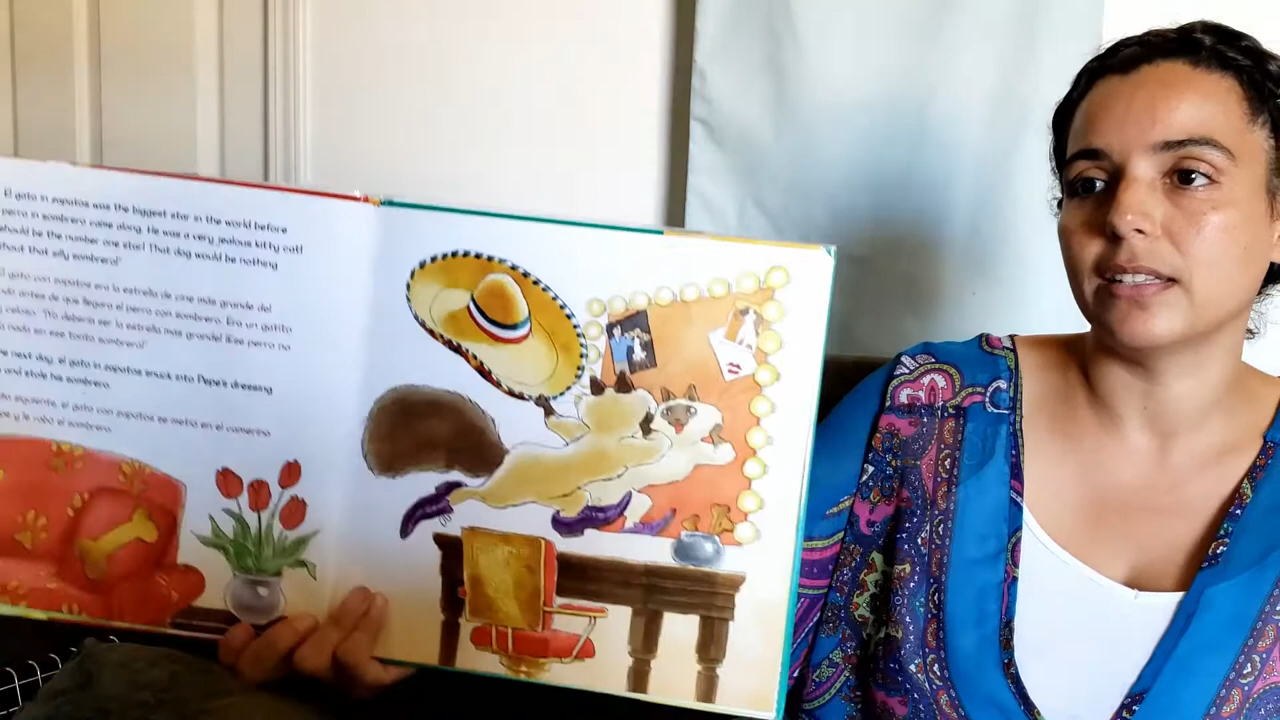 El gato in zapatos was the biggest star in the world before
perro in sombrero came along. He was a very jealous kitty cat!
should be the number one star! That dog would be nothing
that silly sombrero!"
El gato con zapatos era la estrella de cine más grande del
antes de que llegara el perro con sombrero. Era un gatito
celoso. "¡Yo debería ser la estrella más grande! ¡Ese perro no
nada sin ese tonto sombrero!"
next day, el gato in zapatos snuck into Pepe's dressing
and stole his sombrero.
siguiente, el gato con zapatos se metió en el camerino
y le robó el sombrero.